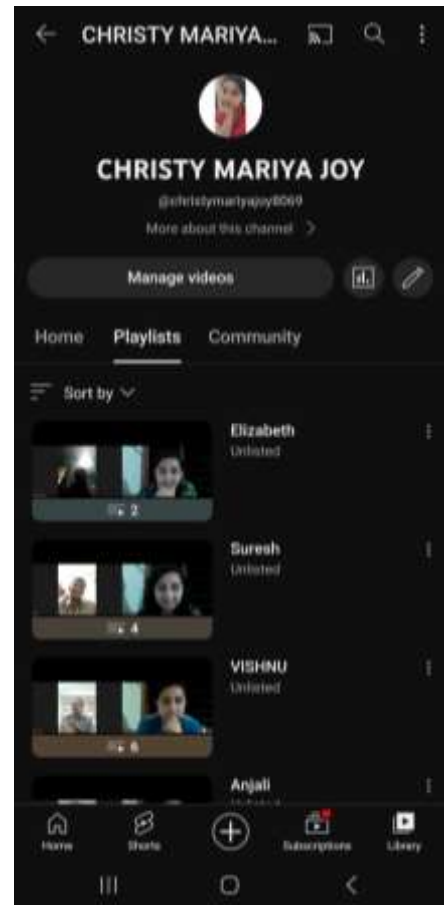 CHRISTY MARIYA...
CHRISTY MARIYA JOY
@christymariyajoy8069
More about this channel
Manage videos
Home Playlists Community
Sort by
Elizabeth
Unlisted
2
Suresh
Unlisted
4
VISHNU
Unlisted
6
Anjali
Home Shorts Subscriptions Library